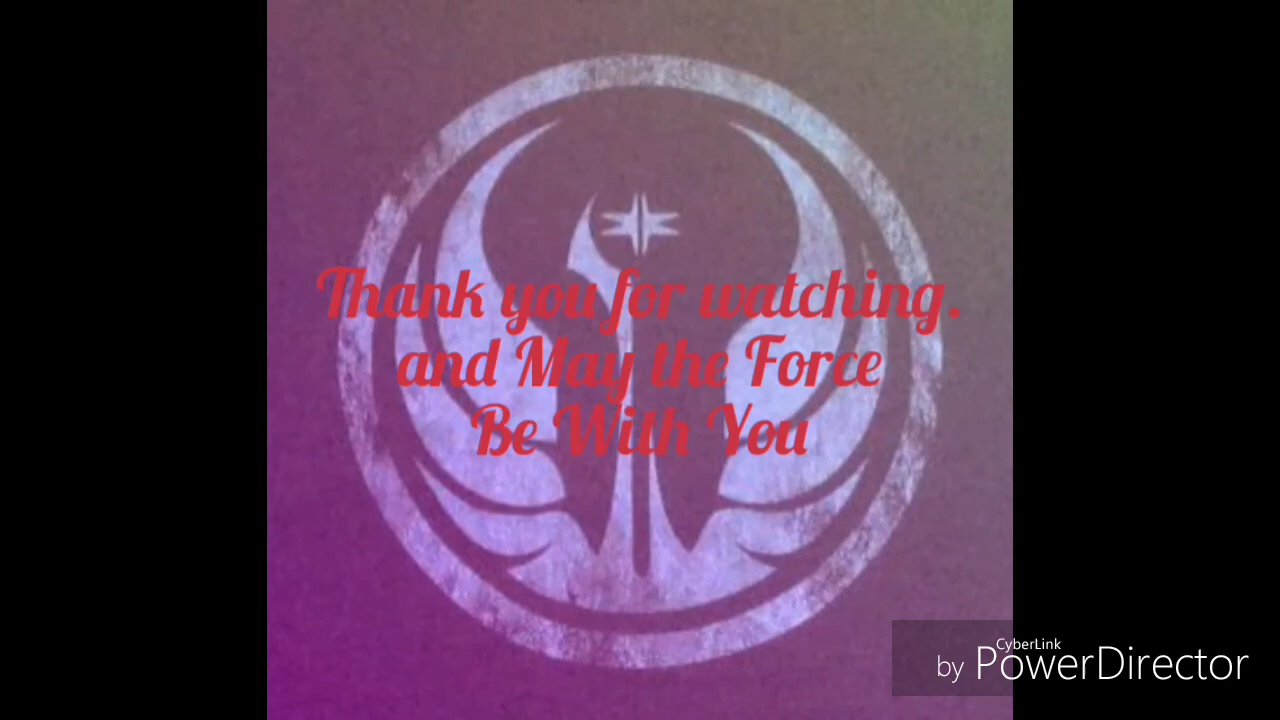 Thank you for watching.
and May the Force
Be With You
CyberLink
by PowerDirector